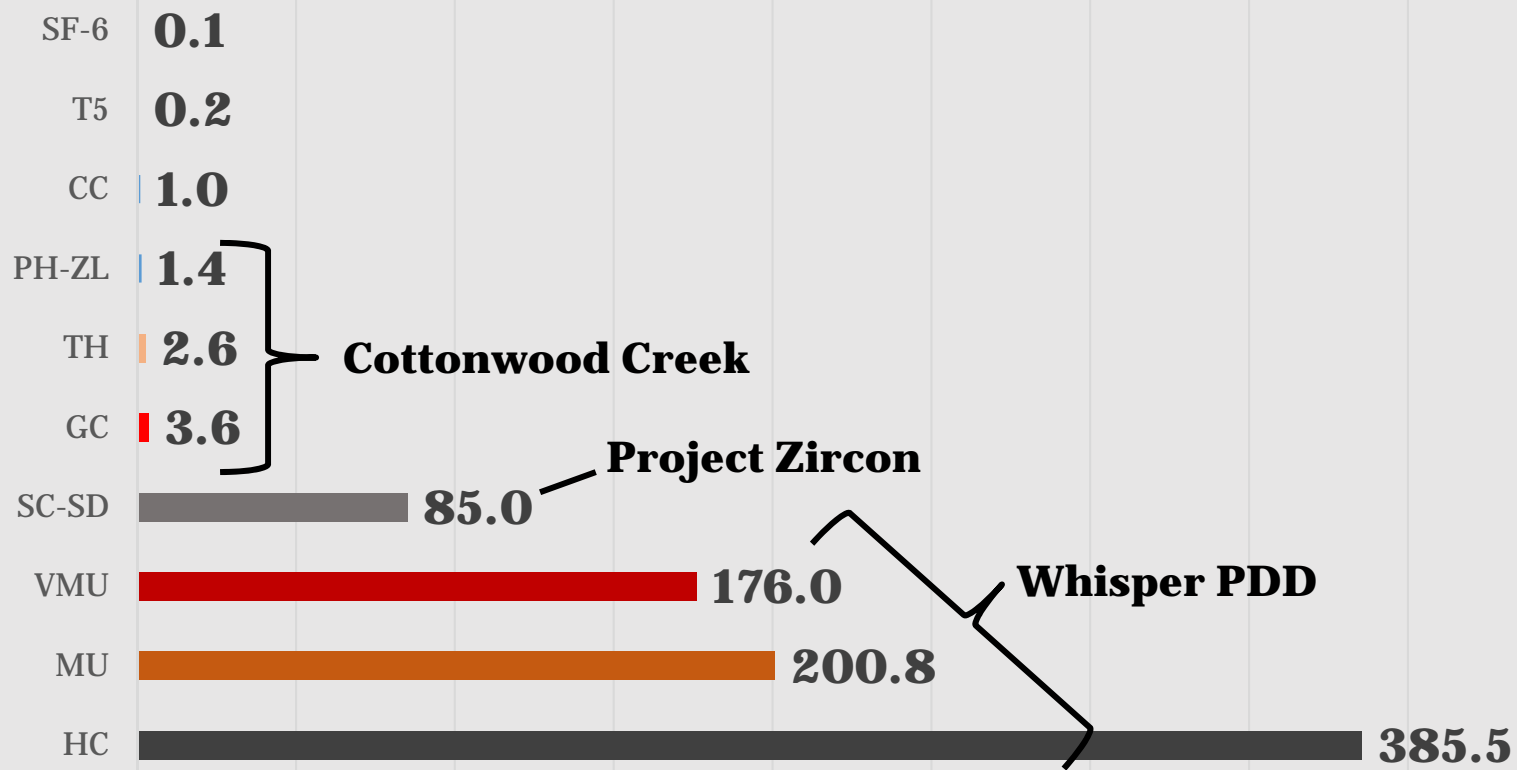 SF-6 0.1
T5 0.2
CC 1.0
PH-ZL 1.4
TH 2.6
Cottonwood Creek
GC 3.6
Project Zircon
SC-SD 85.0
VMU 176.0
Whisper PDD
MU 200.8
HC 385.5